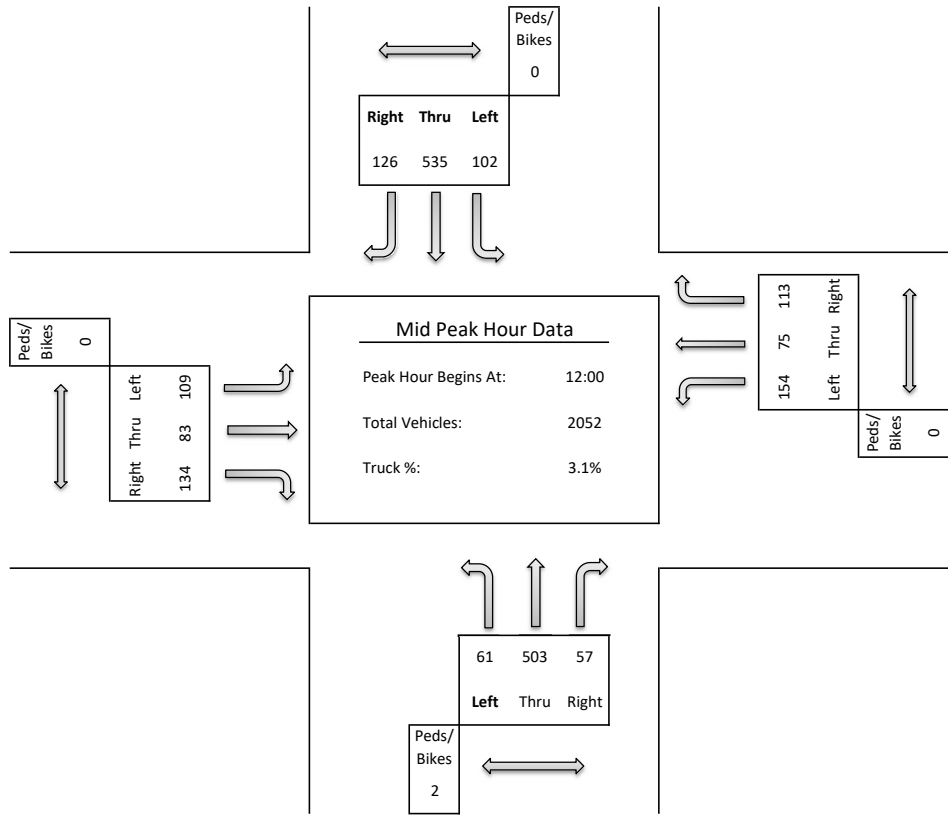 Peds/
Bikes
0
Right Thru Left
126 535 102
Peds/
Bikes
0
Left 109
Thru 83
Right 134
Mid Peak Hour Data
Peak Hour Begins At: 12:00
Total Vehicles: 2052
Truck %: 3.1%
113 Right
75 Thru
154 Left
Peds/
Bikes
0
61 503 57
Left Thru Right
Peds/
Bikes
2